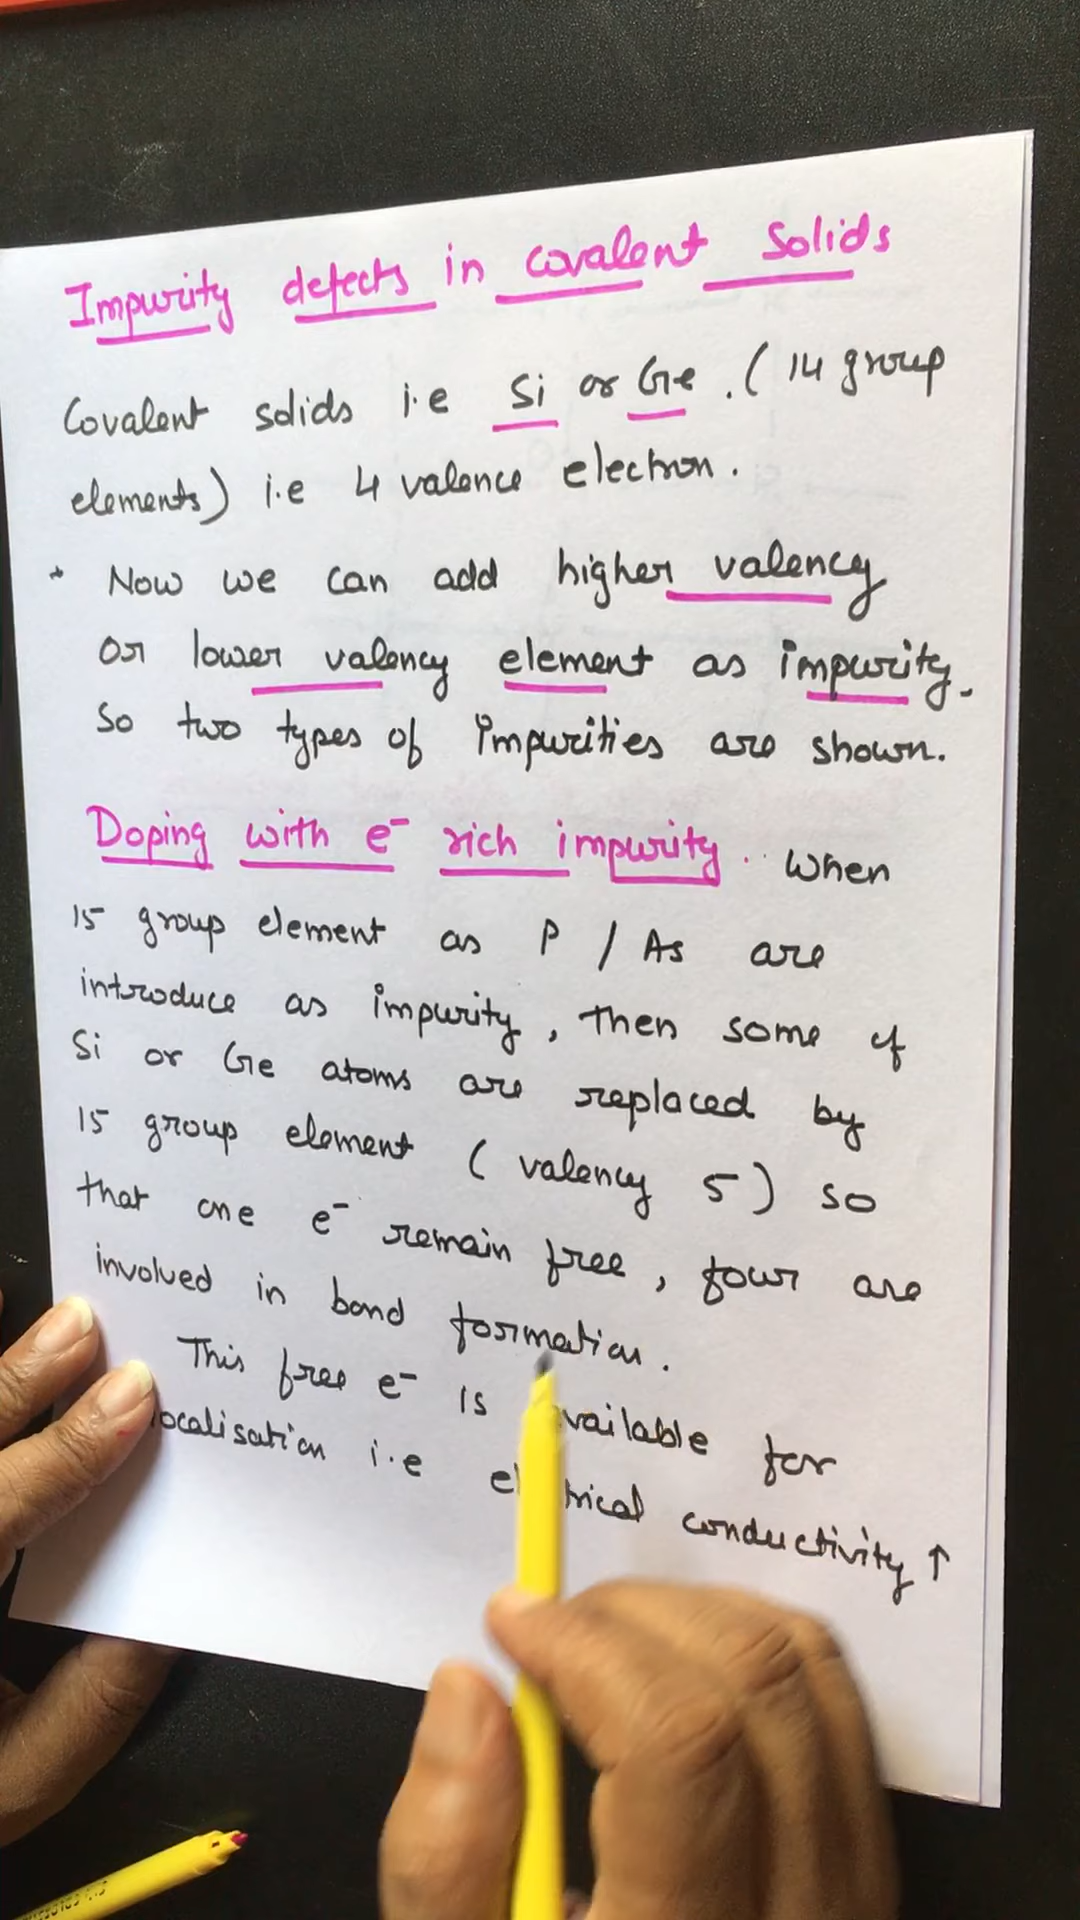 Impurity defects in covalent solids
Covalent solids i.e Si or Ge. (14 group
elements) i.e 4 valence electron.
* Now we can add higher valency
or lower valency element as impurity.
So two types of impurities are shown.
Doping with e⁻ rich impurity.. When
15 group element as P / As are
introduce as impurity, then some of
Si or Ge atoms are replaced by
15 group element (valency 5) so
that one e⁻ remain free, four are
involved in bond formation.
This free e⁻ is vailable for
ocalisation i.e conductivity ↑